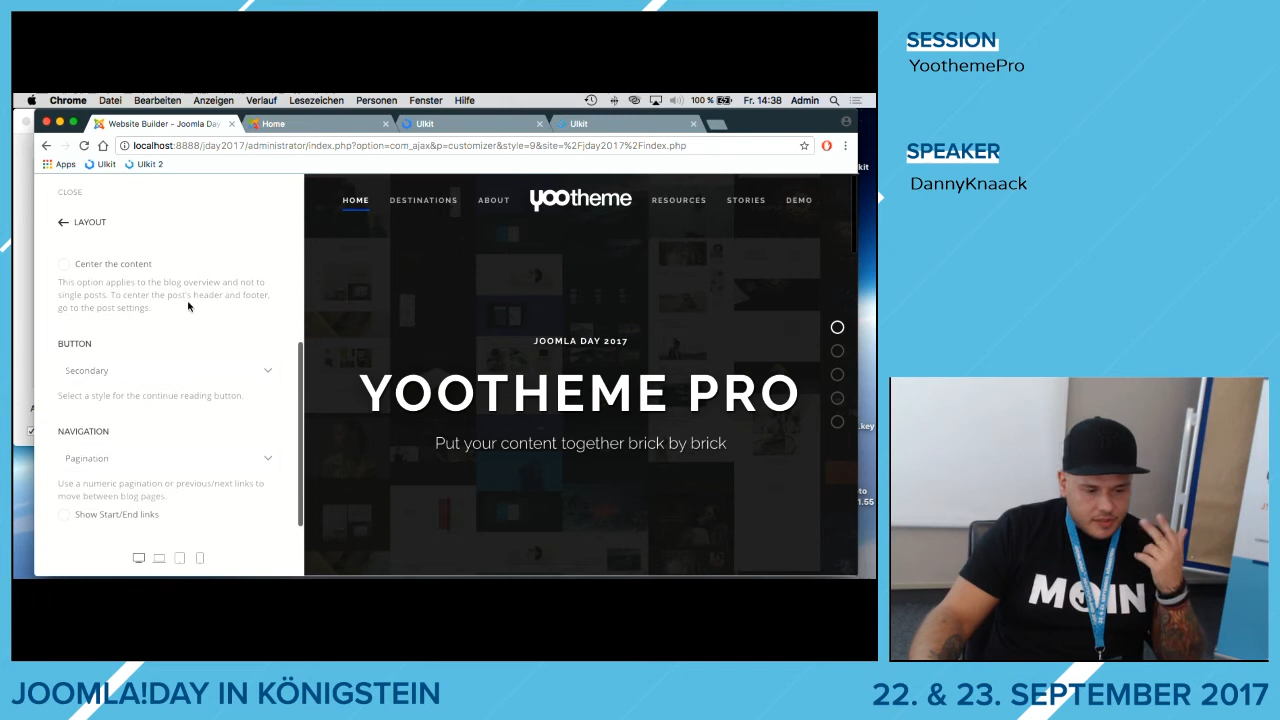 SESSION
YoothemePro
SPEAKER
DannyKnaack
Chrome Datei Bearbeiten Anzeigen Verlauf Lesezeichen Personen Fenster Hilfe 100 % Fr. 14:38 Admin
Website Builder - Joomla Day
Home
UIkit
UIkit
localhost:8888/jday2017/administrator/index.php?option=com_ajax&p=customizer&style=9&site=%2Fjday2017%2Findex.php
Apps UIkit UIkit 2
CLOSE
LAYOUT
Center the content
This option applies to the blog overview and not to
single posts. To center the post's header and footer,
go to the post settings.
BUTTON
Secondary
Select a style for the continue reading button.
NAVIGATION
Pagination
Use a numeric pagination or previous/next links to
move between blog pages.
Show Start/End links
HOME DESTINATIONS ABOUT yootheme RESOURCES STORIES DEMO
JOOMLA DAY 2017
YOOTHEME PRO
Put your content together brick by brick
kit
.key
1.55
MOIN
JOOMLA!DAY IN KÖNIGSTEIN
22. & 23. SEPTEMBER 2017